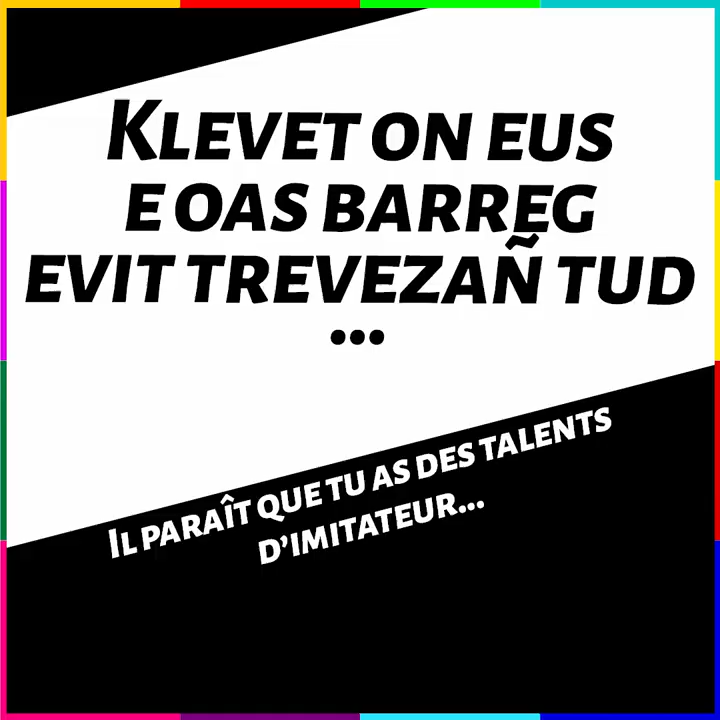 Klevet on eus
e oas barreg
evit trevezañ tud
...
Il paraît que tu as des talents
d'imitateur...